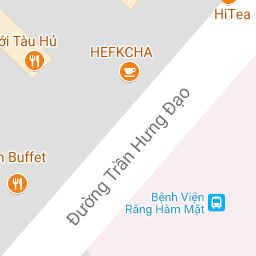 HiTea
ới Tàu Hủ
HEFKCHA
Đường Trần Hưng Đạo
Buffet
Bệnh Viện
Răng Hàm Mặt